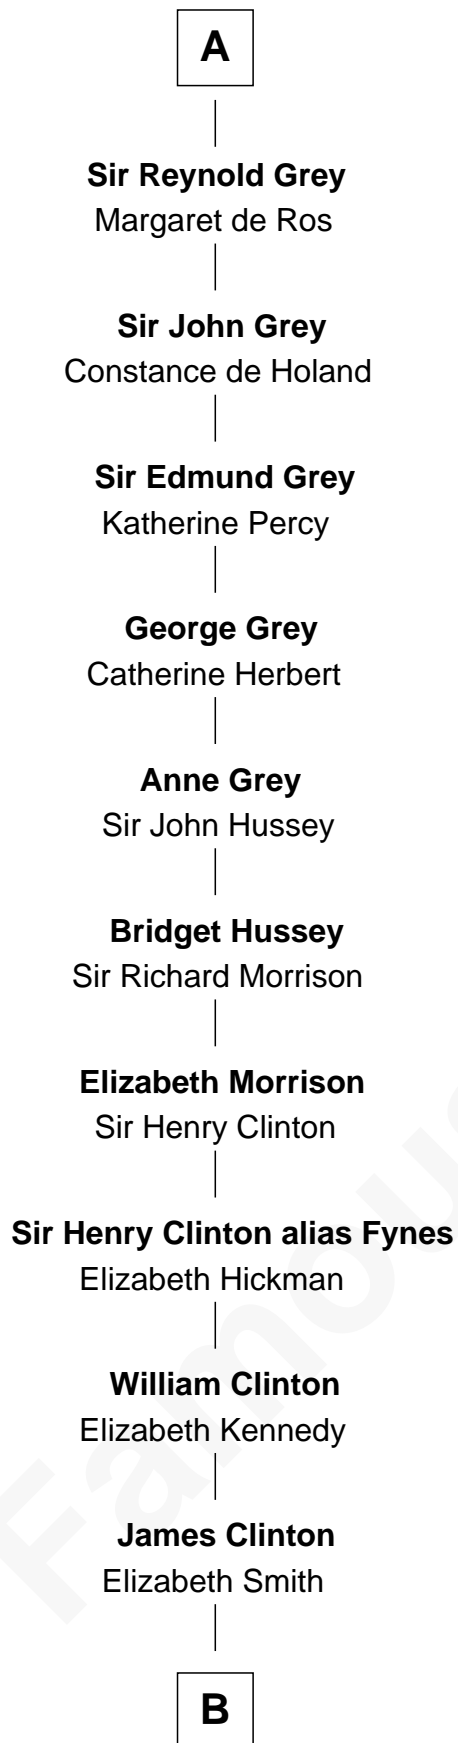 A
Sir Reynold Grey
Margaret de Ros
Sir John Grey
Constance de Holand
Sir Edmund Grey
Katherine Percy
George Grey
Catherine Herbert
Anne Grey
Sir John Hussey
Bridget Hussey
Sir Richard Morrison
Elizabeth Morrison
Sir Henry Clinton
Sir Henry Clinton alias Fynes
Elizabeth Hickman
William Clinton
Elizabeth Kennedy
James Clinton
Elizabeth Smith
B
Famous